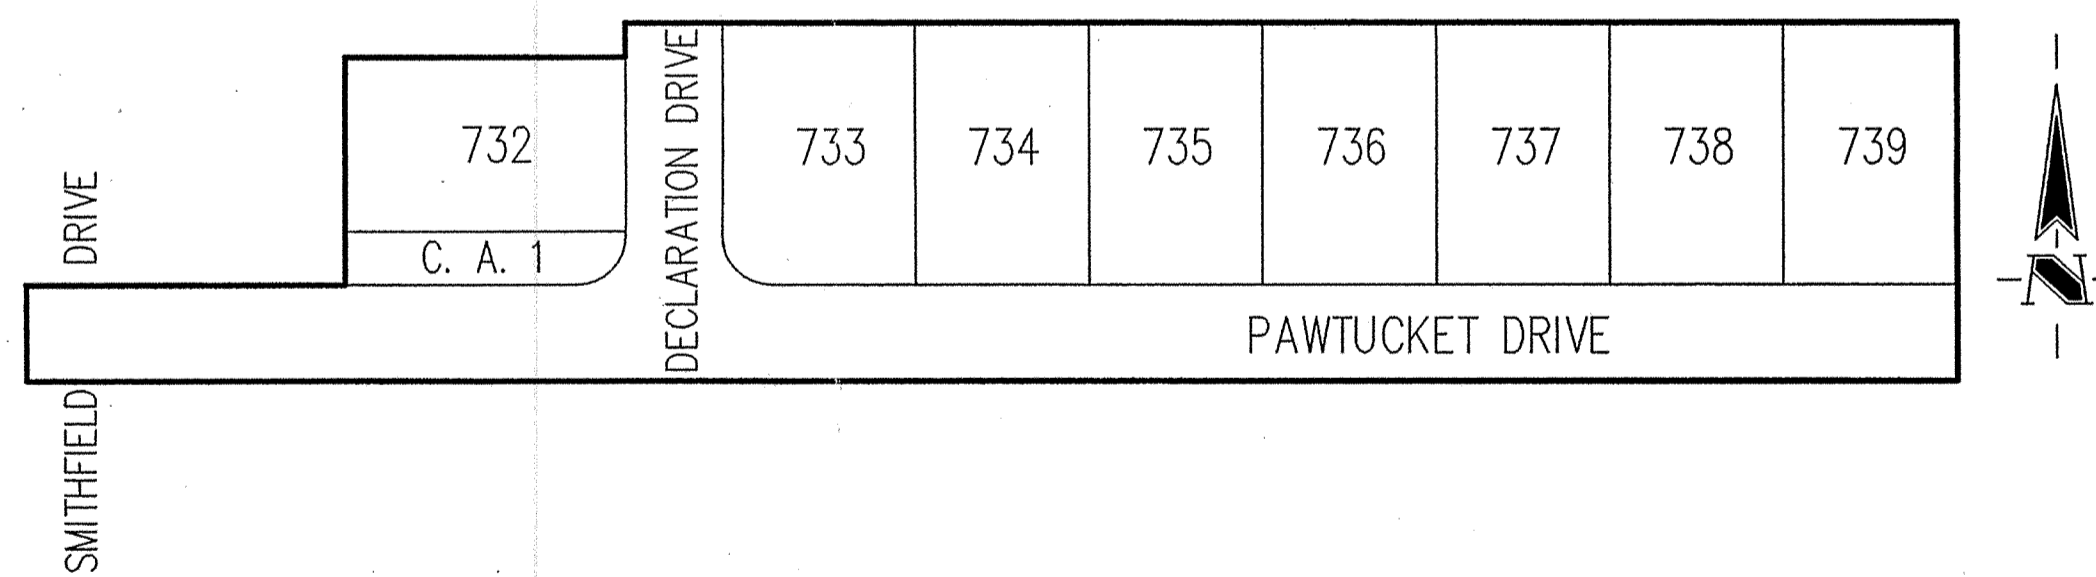 732
C. A. 1
DECLARATION DRIVE
733
734
735
736
737
738
739
PAWTUCKET DRIVE
SMITHFIELD DRIVE
N